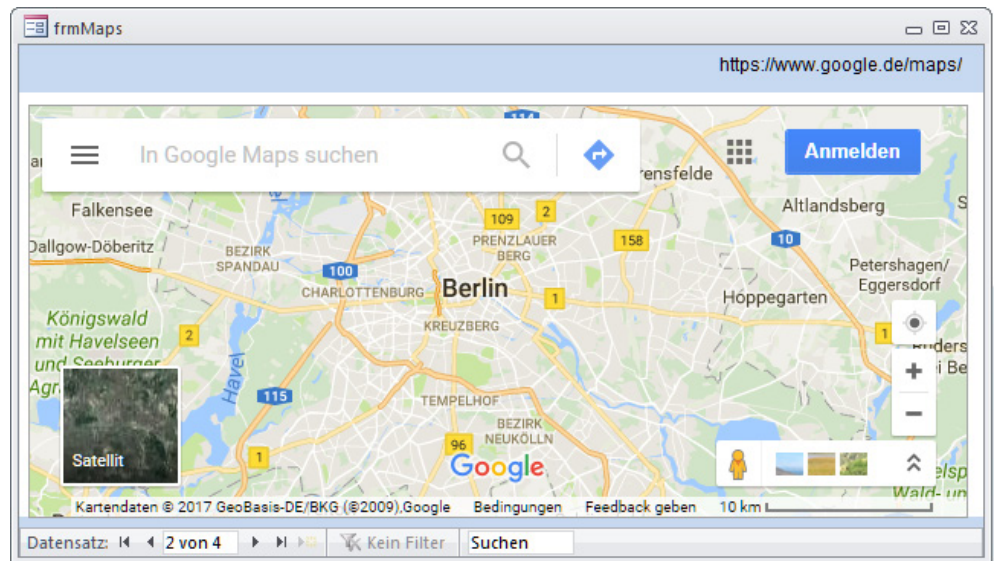 frmMaps
https://www.google.de/maps/
114
In Google Maps suchen
Anmelden
rensfelde
Falkensee
109
2
Altlandsberg
Dallgow-Döberitz
BEZIRK
SPANDAU
PRENZLAUER
BERG
158
10
100
CHARLOTTENBURG
Berlin
1
Petershagen/
Eggersdorf
Hoppegarten
Königswald
mit Havelseen
und Seeburger
2
KREUZBERG
1
Havel
115
TEMPELHOF
BEZIRK
NEUKÖLLN
96
Satellit
1
Google
Kartendaten © 2017 GeoBasis-DE/BKG (©2009),Google Bedingungen Feedback geben 10 km
Datensatz: 2 von 4 Kein Filter Suchen